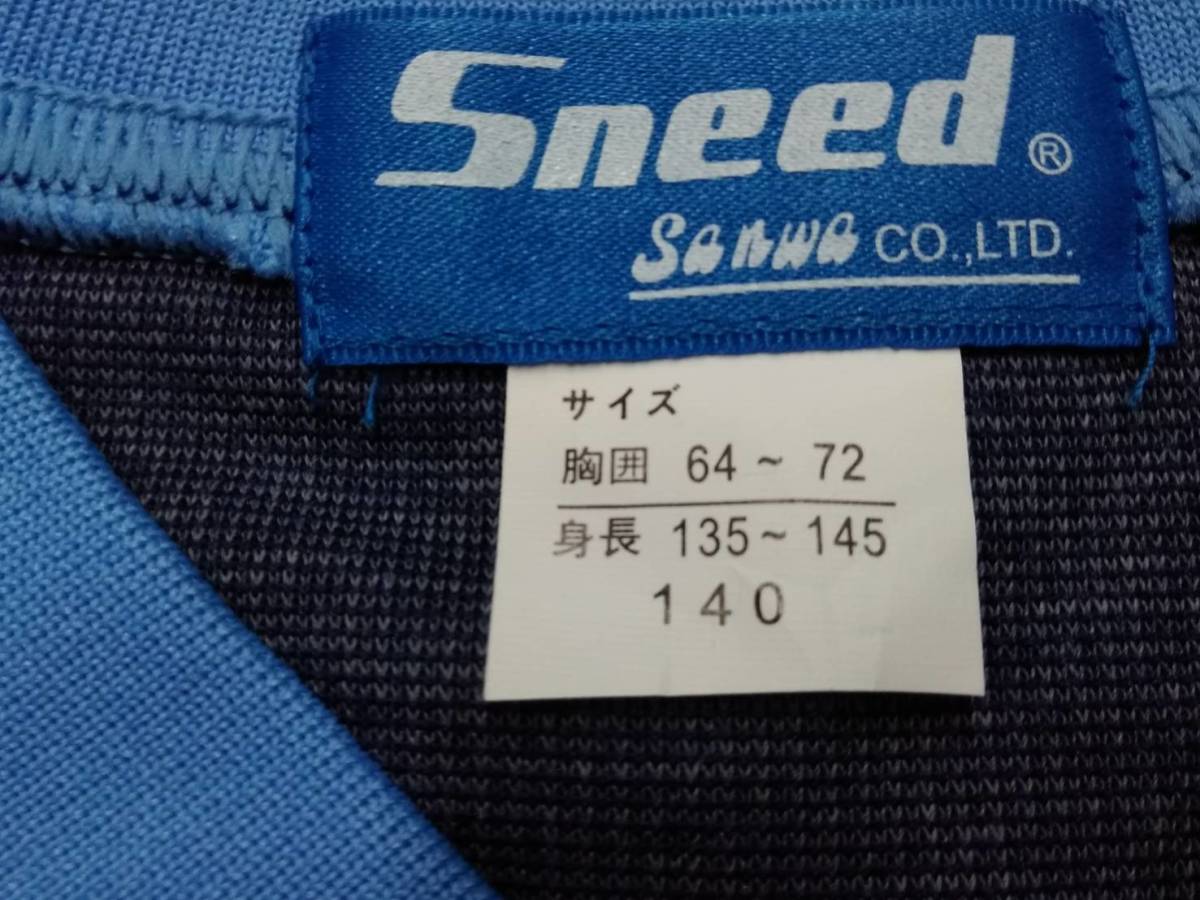 Sneed®
Sanwa CO.,LTD.
サイズ
胸囲 64 ~ 72
身長 135 ~ 145
140